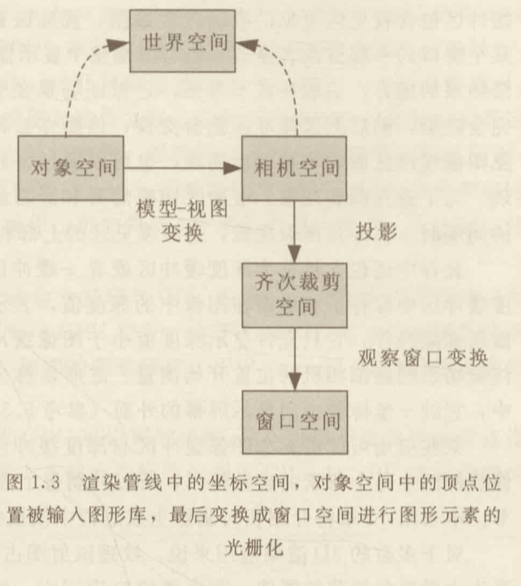 世界空间
对象空间
相机空间
模型–视图
变换
投影
齐次裁剪
空间
观察窗口变换
窗口空间
图 1.3 渲染管线中的坐标空间，对象空间中的顶点位
置被输人图形库，最后变换成窗口空间进行图形元素的
光栅化